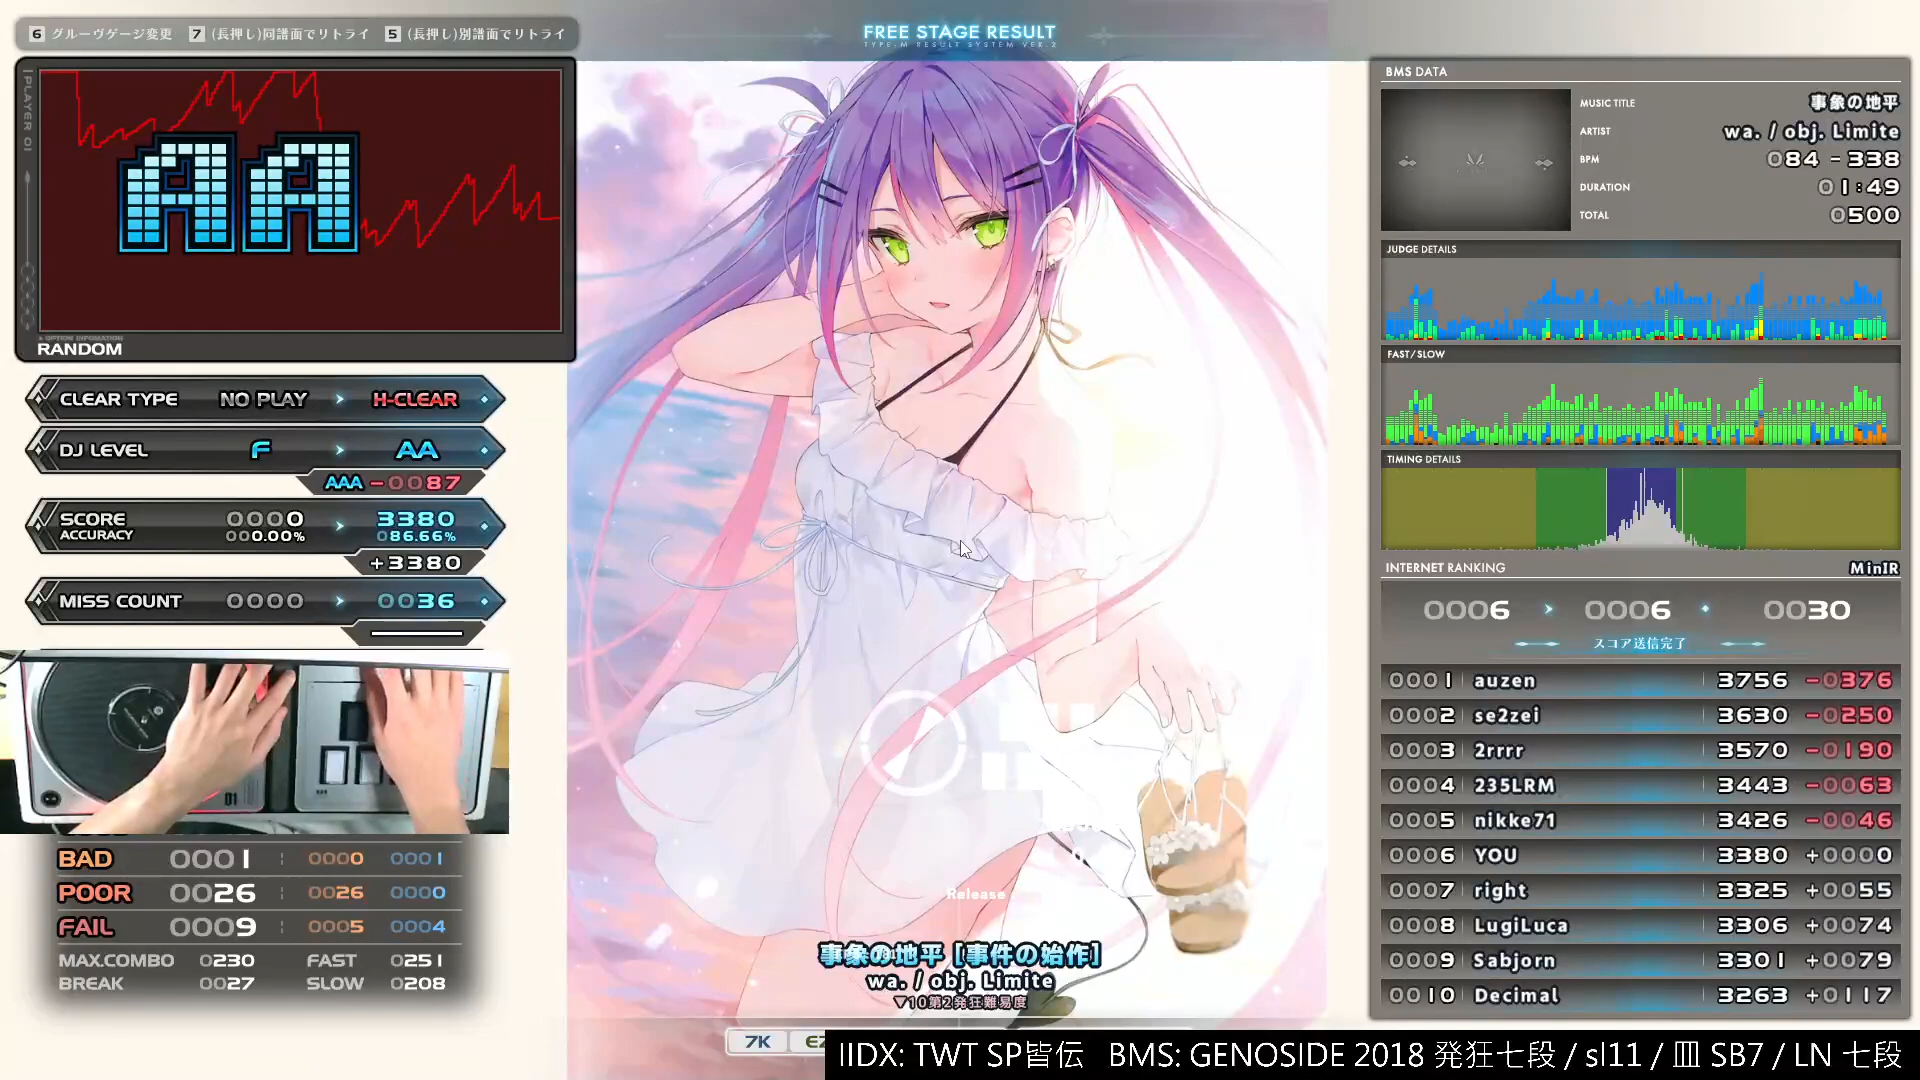 6 グルーヴゲージ変更 7 (長押し)同譜面でリトライ 5 (長押し)別譜面でリトライ
FREE STAGE RESULT
TYPE.M RESULT SYSTEM VER.2
PLAYER 01
AA
OPTION INFOMATION
RANDOM
CLEAR TYPE NO PLAY H-CLEAR
DJ LEVEL F AA
AAA -0087
SCORE 0000 3380
ACCURACY 000.00% 086.66%
+3380
MISS COUNT 0000 0036
01
BAD 0001 0000 0001
POOR 0026 0026 0000
FAIL 0009 0005 0004
MAX.COMBO 0230 FAST 0251
BREAK 0027 SLOW 0208
Release
事象の地平 [事件の始作]
wa. / obj. Limite
▼10第2発狂難易度
7K
BMS DATA
MUSIC TITLE 事象の地平
ARTIST wa. / obj. Limite
BPM 084 - 338
DURATION 01:49
TOTAL 0500
JUDGE DETAILS
FAST/SLOW
TIMING DETAILS
INTERNET RANKING MinIR
0006 0006 0030
スコア送信完了
0001 auzen 3756 -0376
0002 se2zei 3630 -0250
0003 2rrrr 3570 -0190
0004 235LRM 3443 -0063
0005 nikke71 3426 -0046
0006 YOU 3380 +0000
0007 right 3325 +0055
0008 LugiLuca 3306 +0074
0009 Sabjorn 3301 +0079
0010 Decimal 3263 +0117
IIDX: TWT SP皆伝 BMS: GENOSIDE 2018 発狂七段 / sl11 / 皿 SB7 / LN 七段